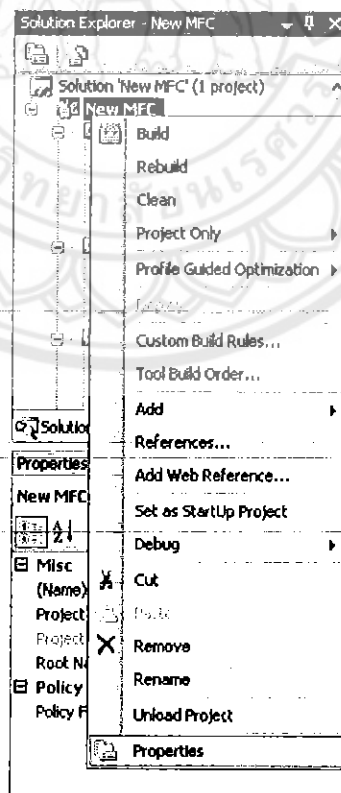 Solution Explorer - New MFC
Solution 'New MFC' (1 project)
New MFC
Build
Rebuild
Clean
Project Only
Profile Guided Optimization
Custom Build Rules...
Tool Build Order...
Add
References...
Add Web Reference...
Set as StartUp Project
Debug
Cut
Paste
Remove
Rename
Unload Project
Properties
Solutio
Properties
New MFC
Misc
(Name)
Project
Project
Root N
Policy
Policy F